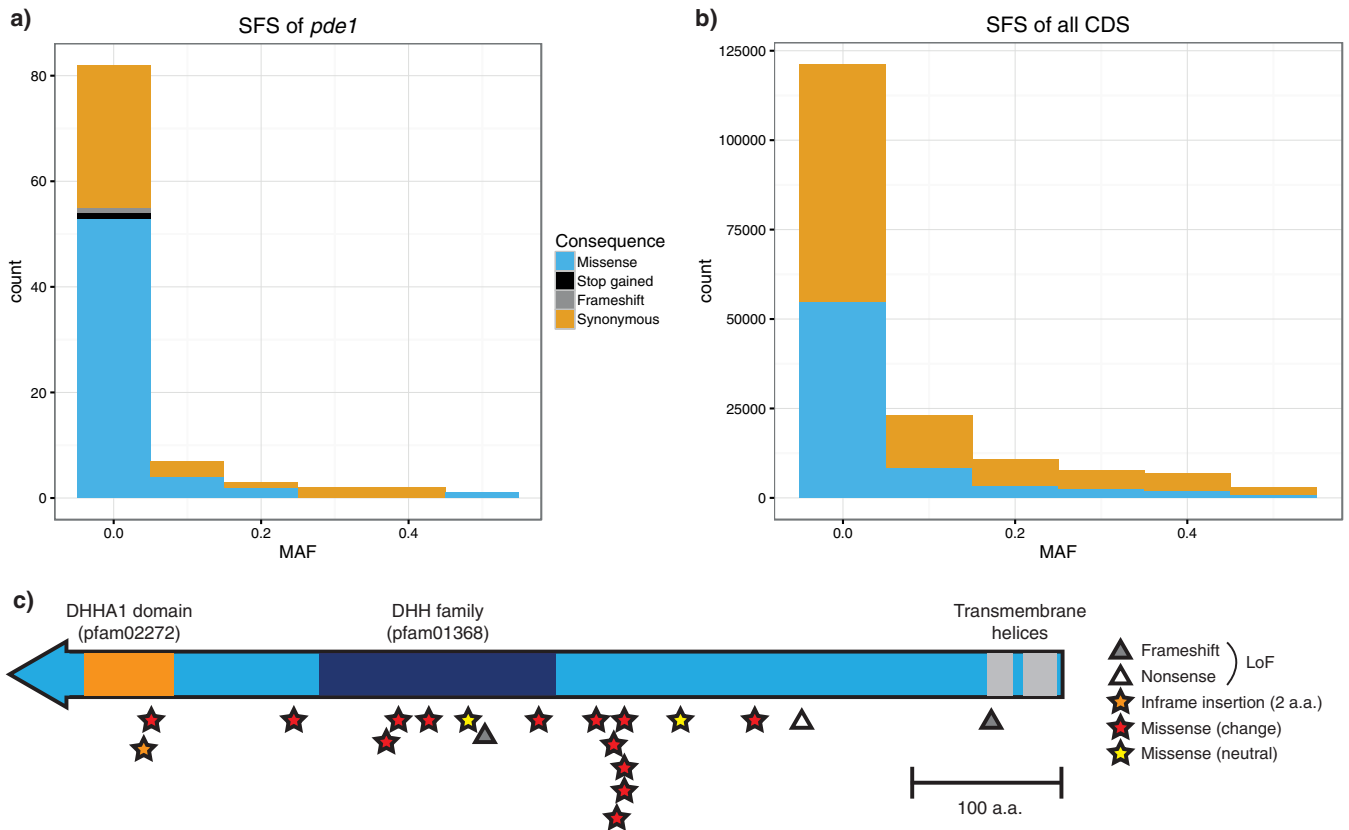 a)
SFS of pde1
80
60
40
20
0
count
0.0
0.2
0.4
MAF
Consequence
Missense
Stop gained
Frameshift
Synonymous
b)
SFS of all CDS
125000
100000
75000
50000
25000
0
count
0.0
0.2
0.4
MAF
c)
DHHA1 domain
(pfam02272)
DHH family
(pfam01368)
Transmembrane
helices
Frameshift
Nonsense
LoF
Inframe insertion (2 a.a.)
Missense (change)
Missense (neutral)
100 a.a.